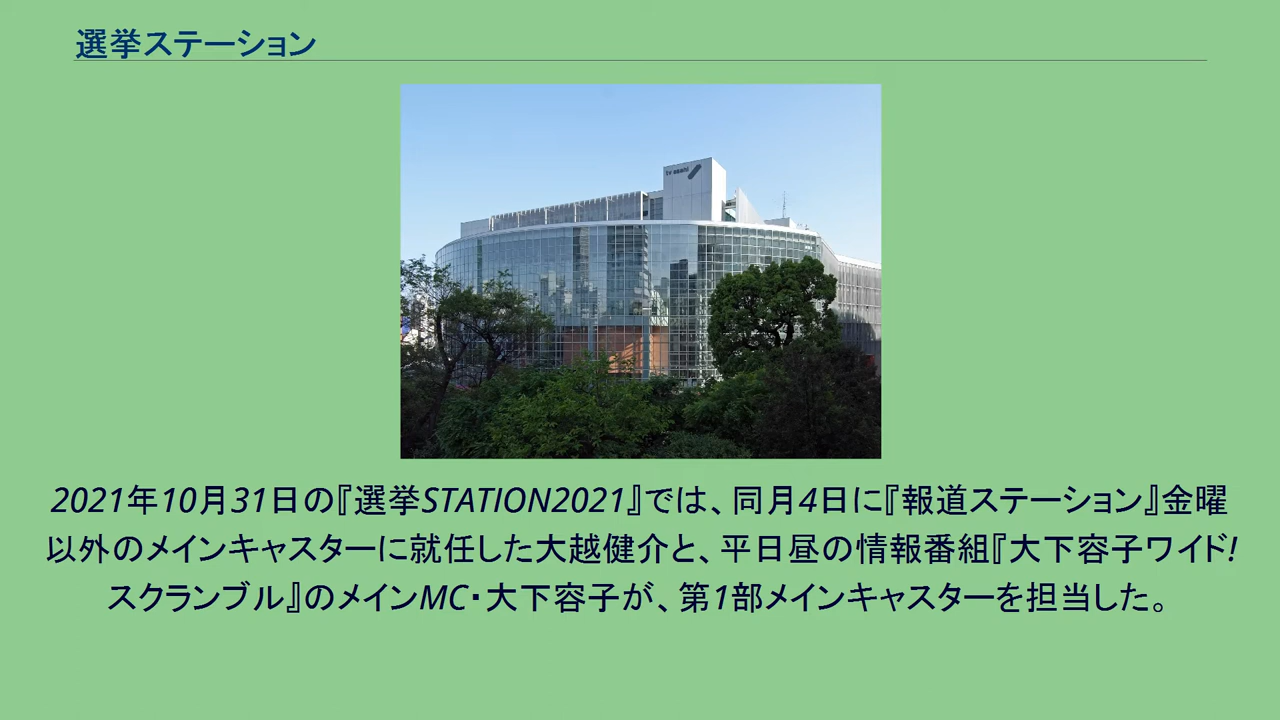 選挙ステーション
tv asahi
2021年10月31日の『選挙STATION2021』では、同月4日に『報道ステーション』金曜
以外のメインキャスターに就任した大越健介と、平日昼の情報番組『大下容子ワイド!
スクランブル』のメインMC・大下容子が、第1部メインキャスターを担当した。